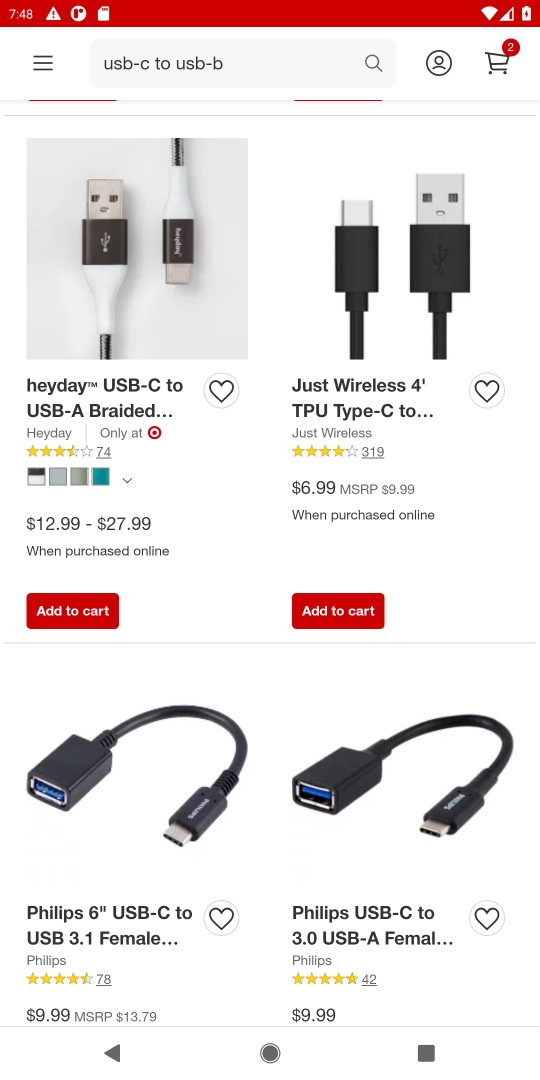 7:48
usb-c to usb-b
2
heyday
PHILIPS
PHILIPS
heyday™ USB-C to
USB-A Braided...
Heyday
Only at
74
$12.99 - $27.99
When purchased online
Add to cart
Just Wireless 4'
TPU Type-C to...
Just Wireless
319
$6.99 MSRP $9.99
When purchased online
Add to cart
Philips 6" USB-C to
USB 3.1 Female...
Philips
78
$9.99 MSRP $13.79
Philips USB-C to
3.0 USB-A Femal...
Philips
42
$9.99